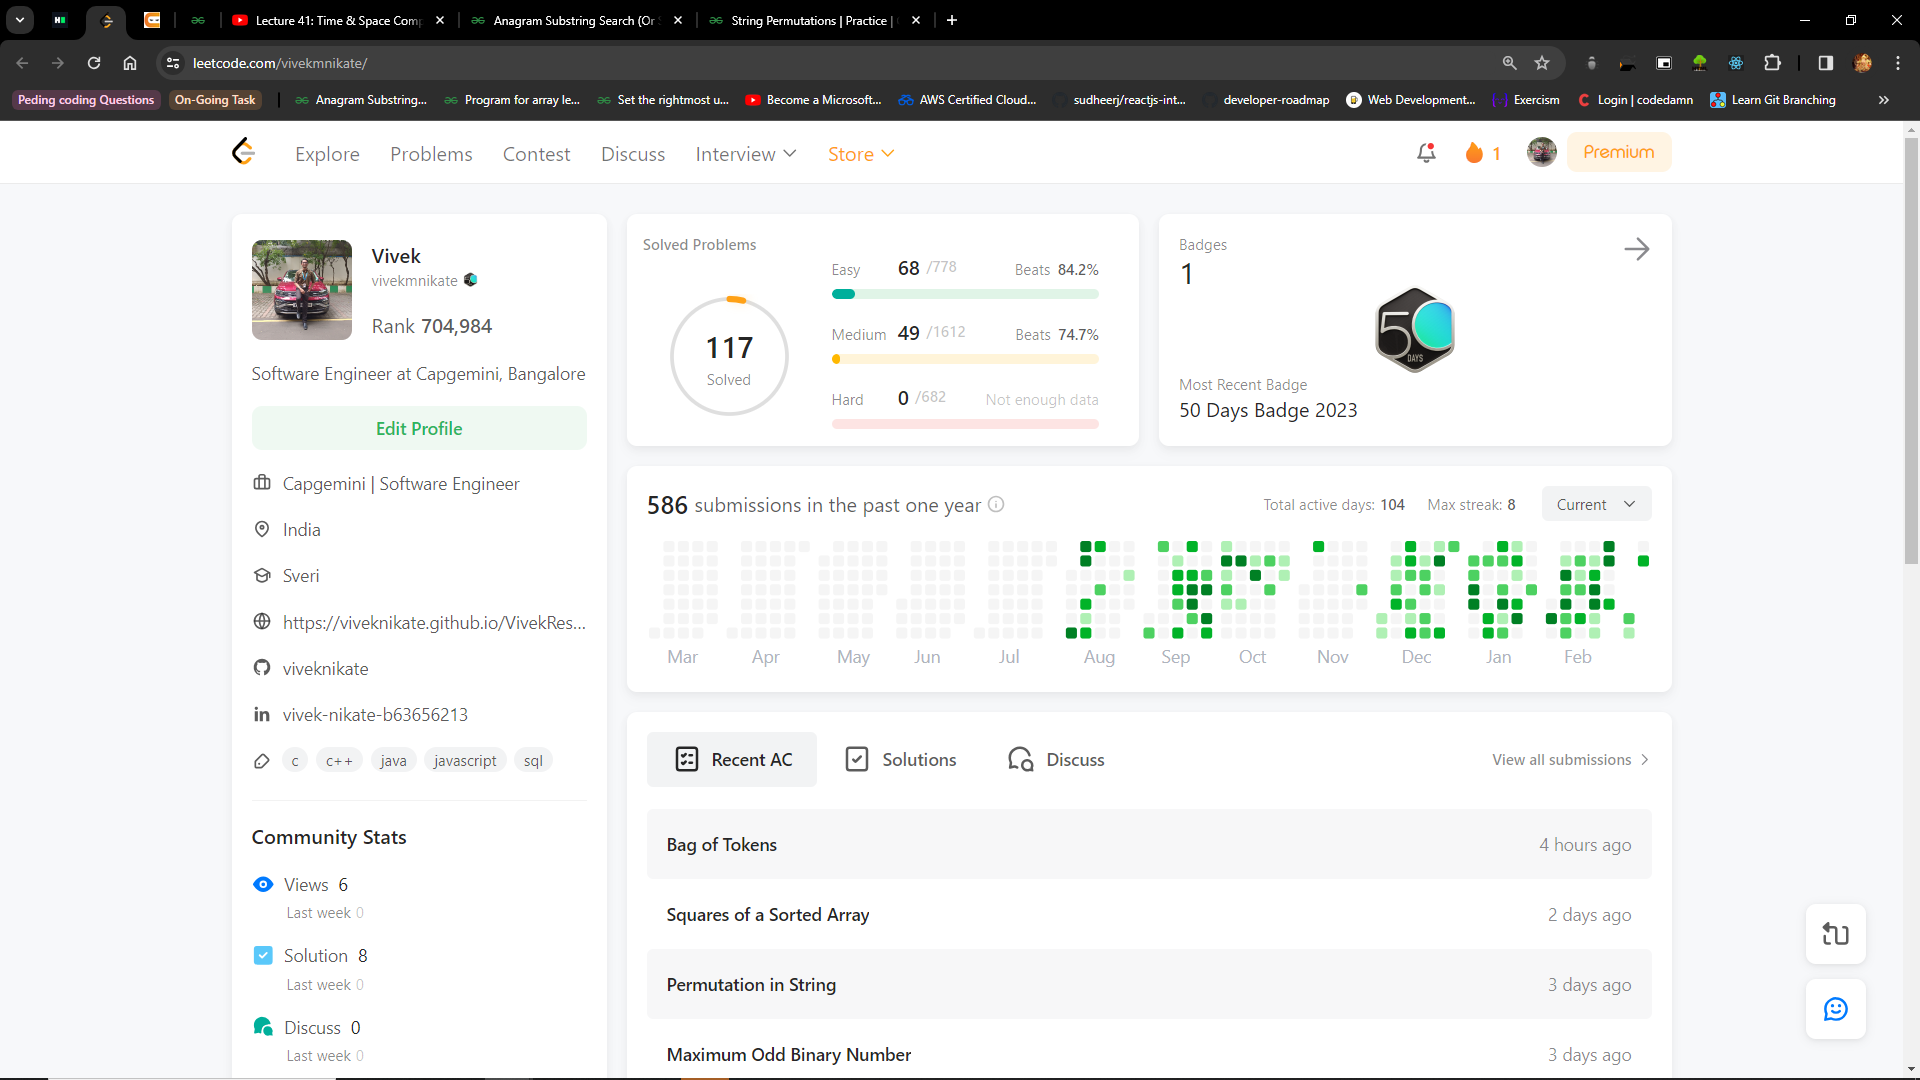 Lecture 41: Time & Space Comp
Anagram Substring Search (Or S
String Permutations | Practice |
leetcode.com/vivekmnikate/
Peding coding Questions
On-Going Task
Anagram Substring...
Program for array le...
Set the rightmost u...
Become a Microsoft...
AWS Certified Cloud...
sudheerj/reactjs-int...
developer-roadmap
Web Development...
Exercism
Login | codedamn
Learn Git Branching
Explore
Problems
Contest
Discuss
Interview
Store
1
Premium
Vivek
vivekmnikate
Rank 704,984
Software Engineer at Capgemini, Bangalore
Edit Profile
Capgemini | Software Engineer
India
Sveri
https://viveknikate.github.io/VivekRes...
viveknikate
vivek-nikate-b63656213
c
c++
java
javascript
sql
Community Stats
Views 6
Last week 0
Solution 8
Last week 0
Discuss 0
Last week 0
Solved Problems
117
Solved
Easy 68 /778 Beats 84.2%
Medium 49 /1612 Beats 74.7%
Hard 0 /682 Not enough data
Badges
1
50
DAYS
Most Recent Badge
50 Days Badge 2023
586 submissions in the past one year
Total active days: 104
Max streak: 8
Current
Mar
Apr
May
Jun
Jul
Aug
Sep
Oct
Nov
Dec
Jan
Feb
Recent AC
Solutions
Discuss
View all submissions
Bag of Tokens 4 hours ago
Squares of a Sorted Array 2 days ago
Permutation in String 3 days ago
Maximum Odd Binary Number 3 days ago